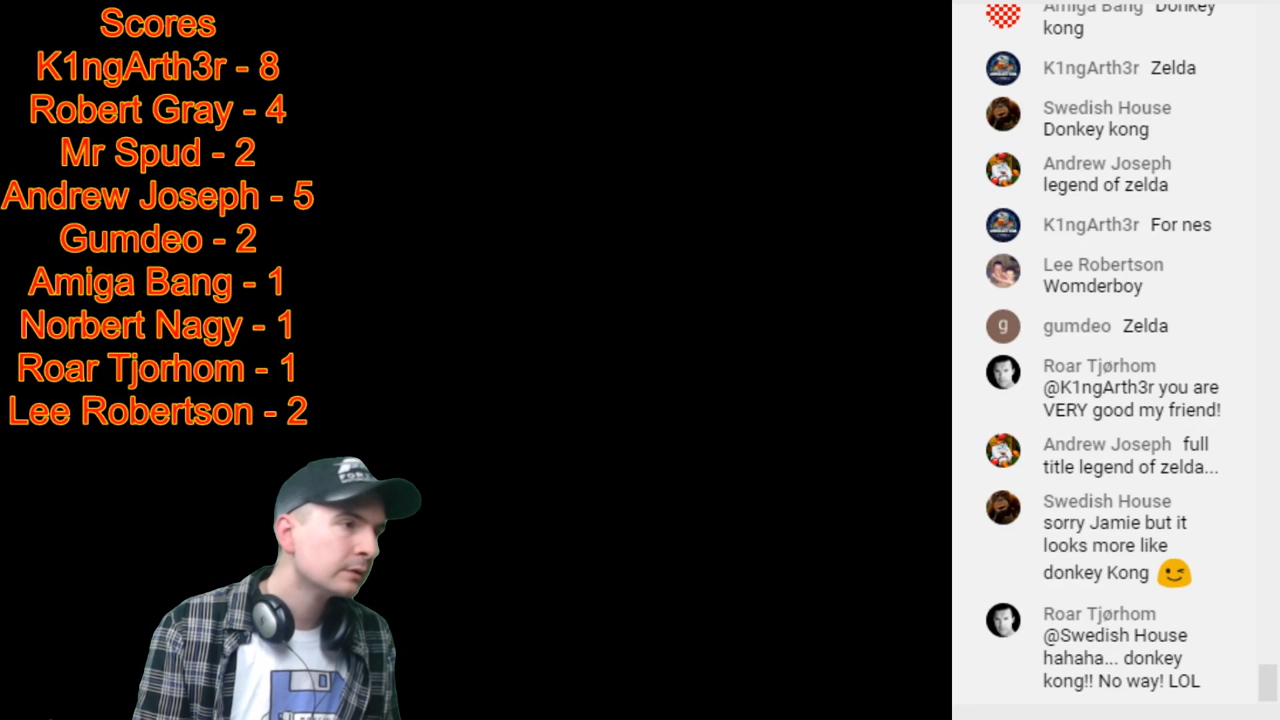 Scores
K1ngArth3r - 8
Robert Gray - 4
Mr Spud - 2
Andrew Joseph - 5
Gumdeo - 2
Amiga Bang - 1
Norbert Nagy - 1
Roar Tjorhom - 1
Lee Robertson - 2
Amiga Bang Donkey
kong
K1ngArth3r Zelda
Swedish House
Donkey kong
Andrew Joseph
legend of zelda
K1ngArth3r For nes
Lee Robertson
Womderboy
g gumdeo Zelda
Roar Tjørhom
@K1ngArth3r you are
VERY good my friend!
Andrew Joseph full
title legend of zelda...
Swedish House
sorry Jamie but it
looks more like
donkey Kong
Roar Tjørhom
@Swedish House
hahaha... donkey
kong!! No way! LOL